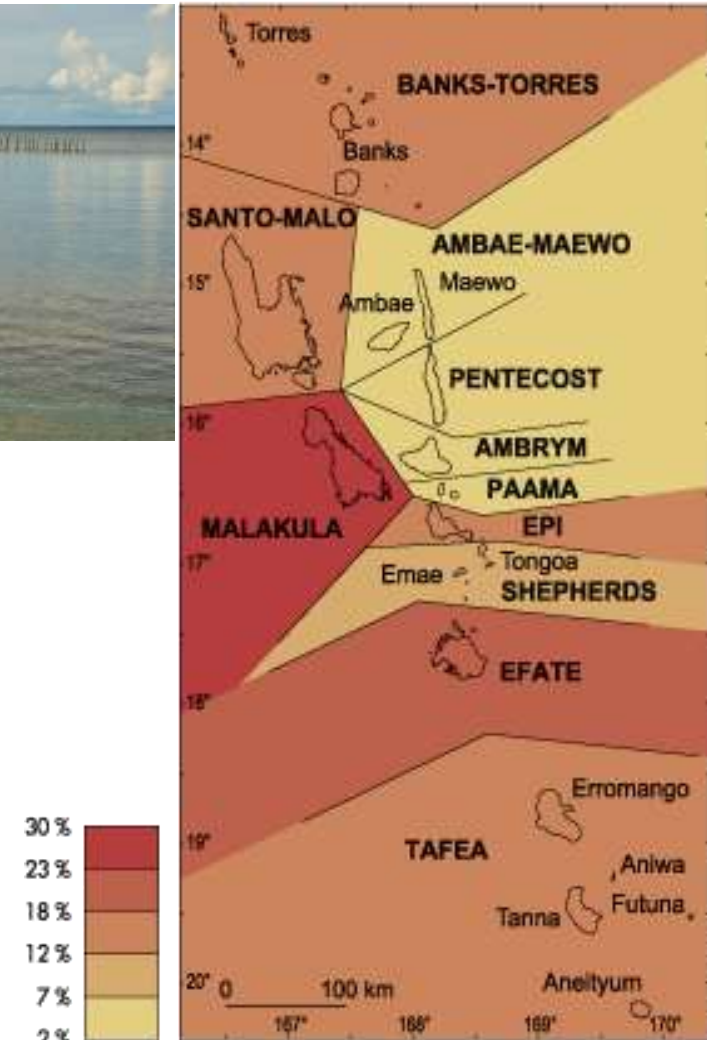 Torres
BANKS-TORRES
14°
Banks
SANTO-MALO
AMBAE-MAEWO
15°
Maewo
Ambae
PENTECOST
16°
AMBRYM
PAAMA
MALAKULA
EPI
17°
Tongoa
Emae
SHEPHERDS
EFATE
18°
30 %
23 %
18 %
12 %
7 %
2 %
Erromango
19°
TAFEA
Aniwa
Futuna
Tanna
20°
0 100 km
Aneityum
167° 168° 169° 170°